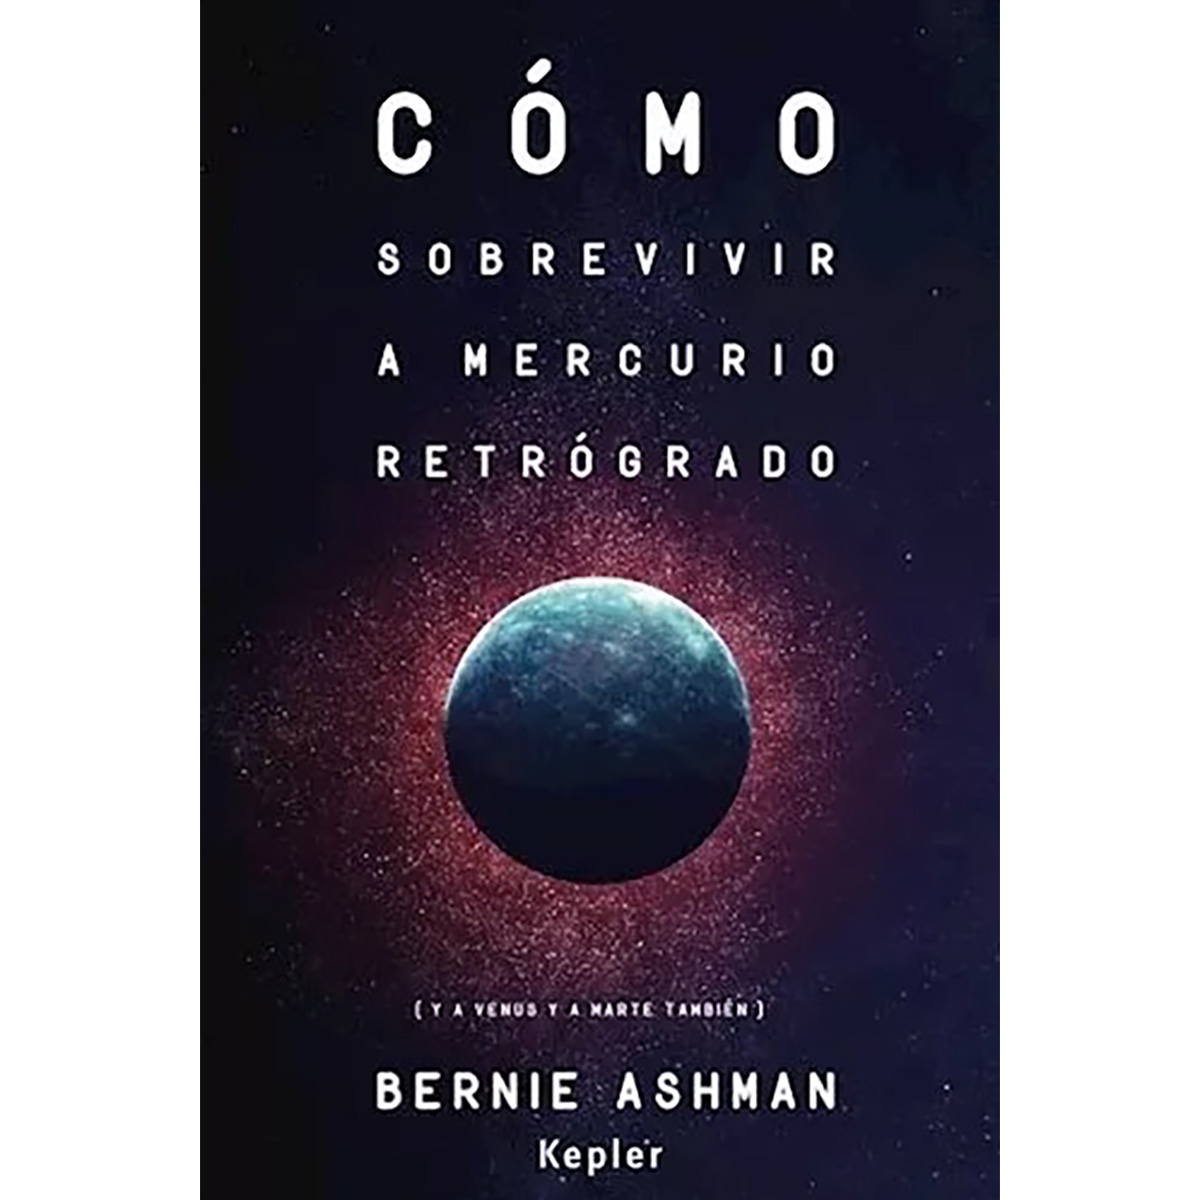 CÓMO
SOBREVIVIR
A MERCURIO
RETRÓGRADO
(Y A VENUS Y A MARTE TAMBIÉN)
BERNIE ASHMAN
Kepler